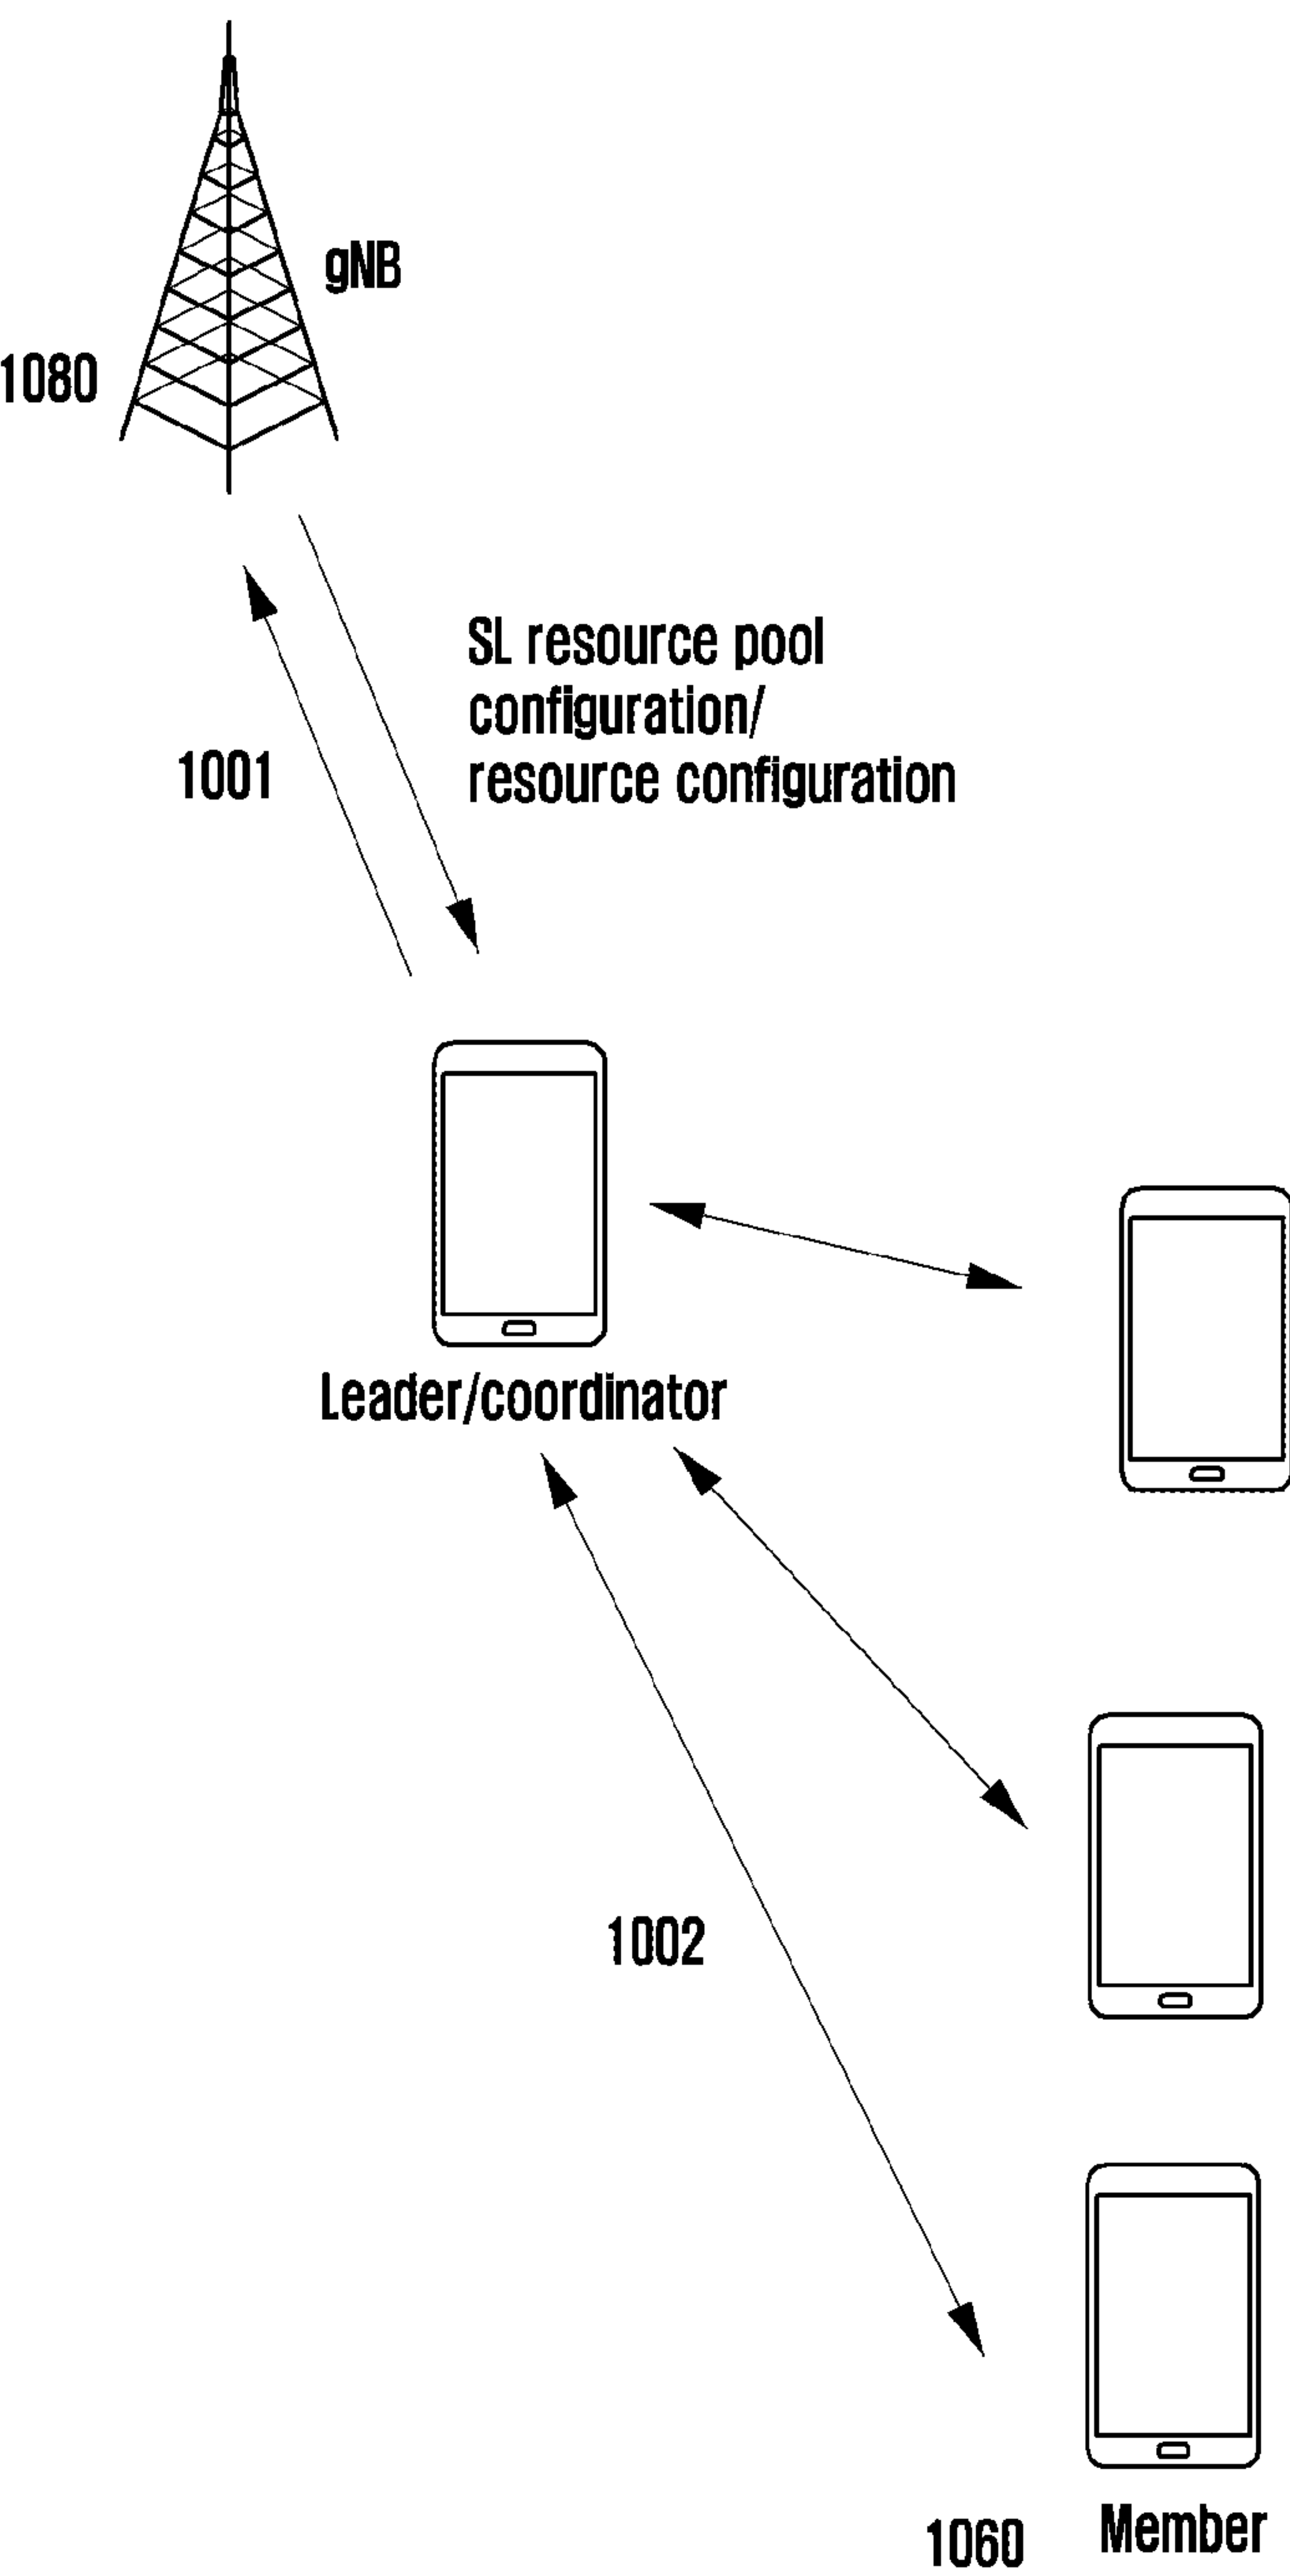 gNB
1080
SL resource pool
configuration/
resource configuration
1001
Leader/coordinator
1002
1060
Member